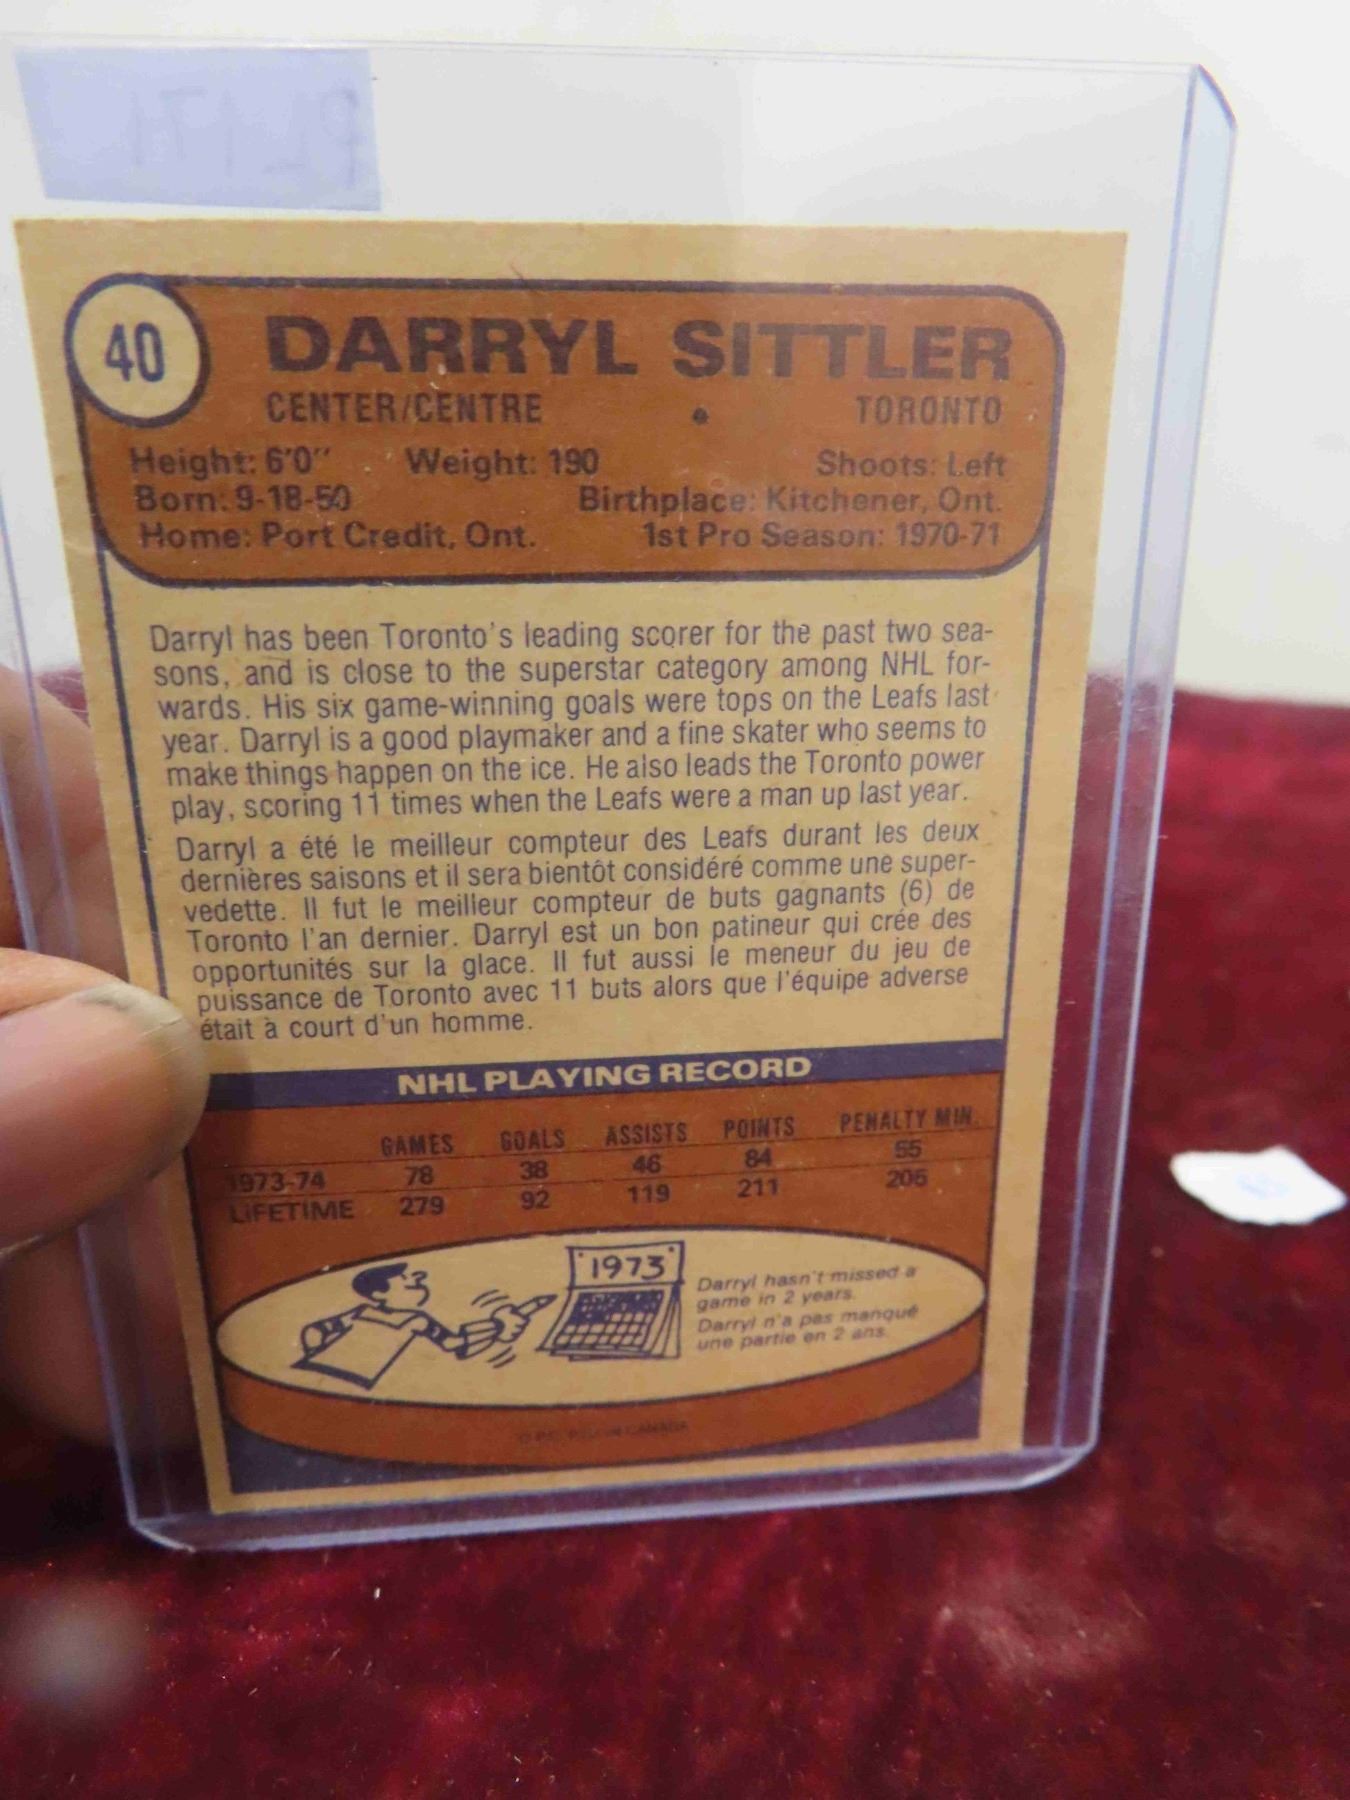 40
DARRYL SITTLER
CENTER/CENTRE • TORONTO
Height: 6'0" Weight: 190 Shoots: Left
Born: 9-18-50 Birthplace: Kitchener, Ont.
Home: Port Credit, Ont. 1st Pro Season: 1970-71
Darryl has been Toronto's leading scorer for the past two sea-
sons, and is close to the superstar category among NHL for-
wards. His six game-winning goals were tops on the Leafs last
year. Darryl is a good playmaker and a fine skater who seems to
make things happen on the ice. He also leads the Toronto power
play, scoring 11 times when the Leafs were a man up last year.
Darryl a été le meilleur compteur des Leafs durant les deux
dernières saisons et il sera bientôt considéré comme une super-
vedette. Il fut le meilleur compteur de buts gagnants (6) de
Toronto l'an dernier. Darryl est un bon patineur qui crée des
opportunités sur la glace. Il fut aussi le meneur du jeu de
puissance de Toronto avec 11 buts alors que l'équipe adverse
était à court d'un homme.
NHL PLAYING RECORD
GAMES GOALS ASSISTS POINTS PENALTY MIN.
1973-74 78 38 46 84 55
LIFETIME 279 92 119 211 205
1973
Darryl hasn't missed a
game in 2 years.
Darryl n'a pas manqué
une partie en 2 ans.